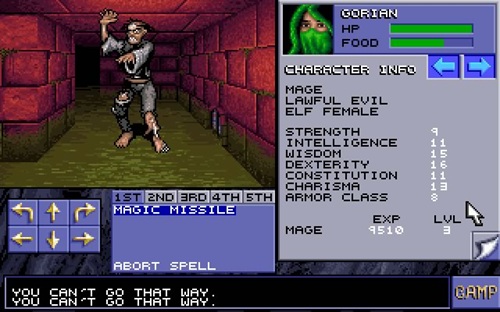 GORIAN
HP
FOOD
CHARACTER INFO
MAGE
LAWFUL EVIL
ELF FEMALE
STRENGTH 9
INTELLIGENCE 11
WISDOM 15
DEXTERITY 16
CONSTITUTION 11
CHARISMA 13
ARMOR CLASS 8
EXP LVL
MAGE 9510 3
1ST 2ND 3RD 4TH 5TH
MAGIC MISSILE
ABORT SPELL
YOU CAN'T GO THAT WAY.
YOU CAN'T GO THAT WAY.
CAMP